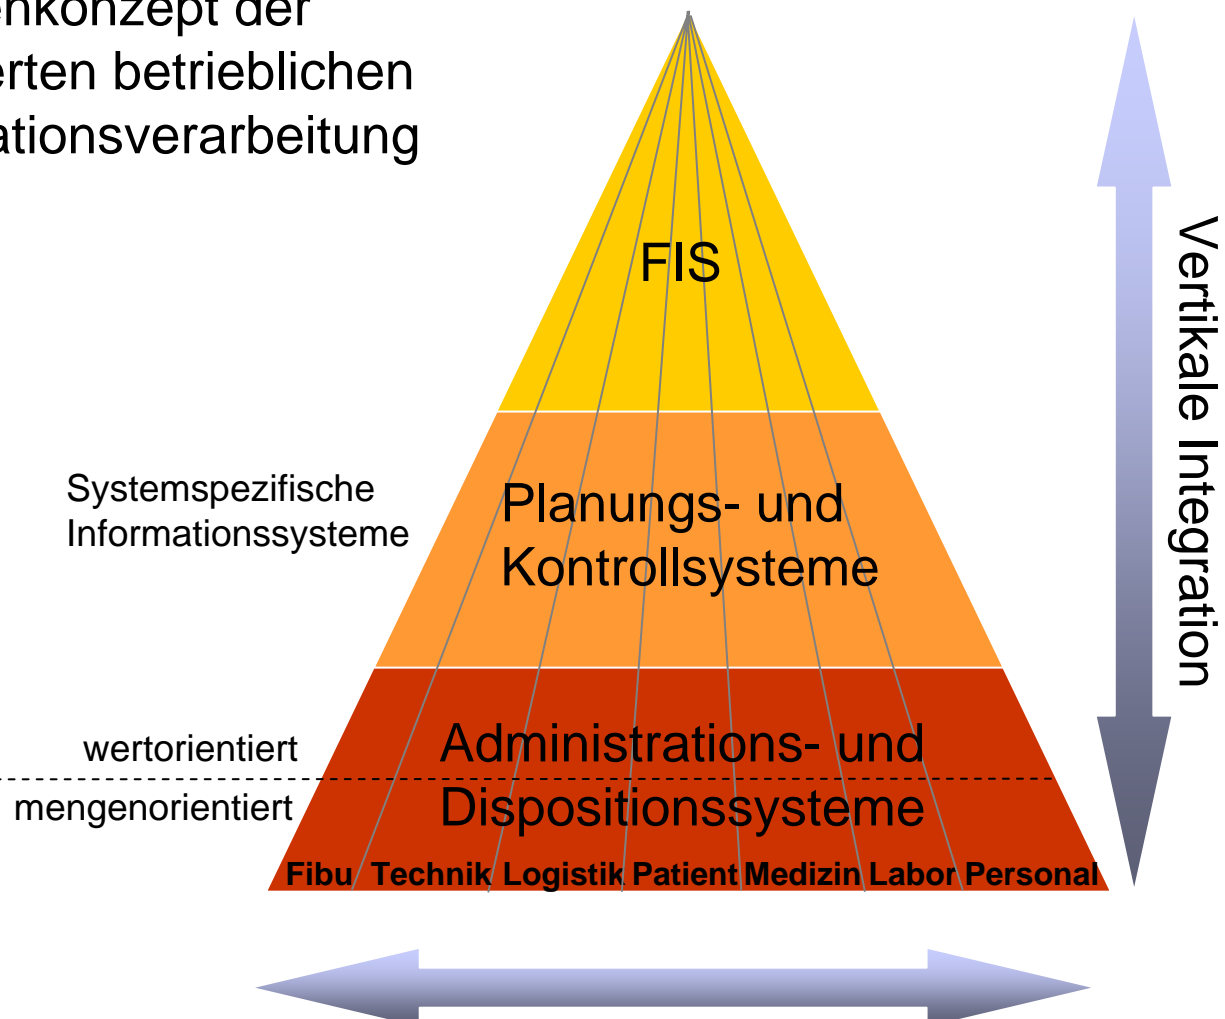 enkonzept der
erten betrieblichen
ationsverarbeitung
FIS
Systemspezifische
Informationssysteme
Planungs- und
Kontrollsysteme
Vertikale Integration
wertorientiert
mengenorientiert
Administrations- und
Dispositionssysteme
Fibu Technik Logistik Patient Medizin Labor Personal